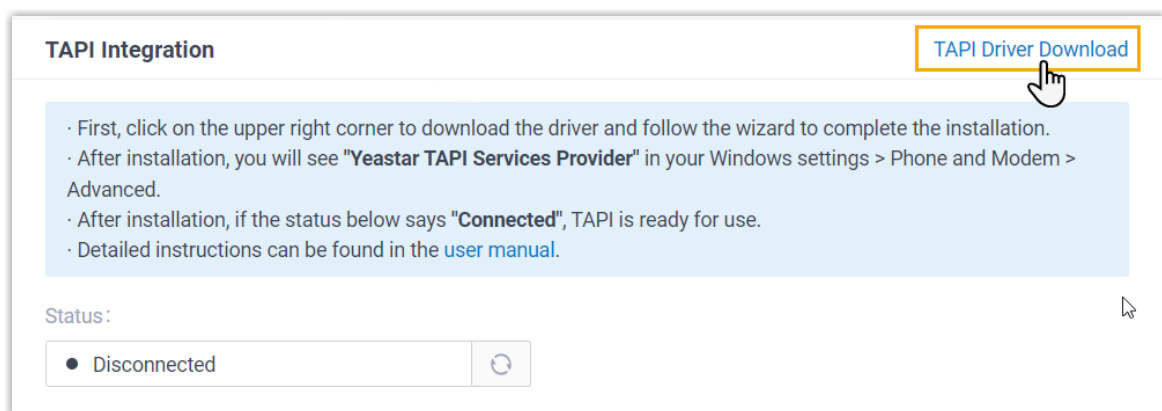 TAPI Integration
TAPI Driver Download
· First, click on the upper right corner to download the driver and follow the wizard to complete the installation.
· After installation, you will see "Yeastar TAPI Services Provider" in your Windows settings > Phone and Modem >
Advanced.
· After installation, if the status below says "Connected", TAPI is ready for use.
· Detailed instructions can be found in the user manual.
Status:
Disconnected